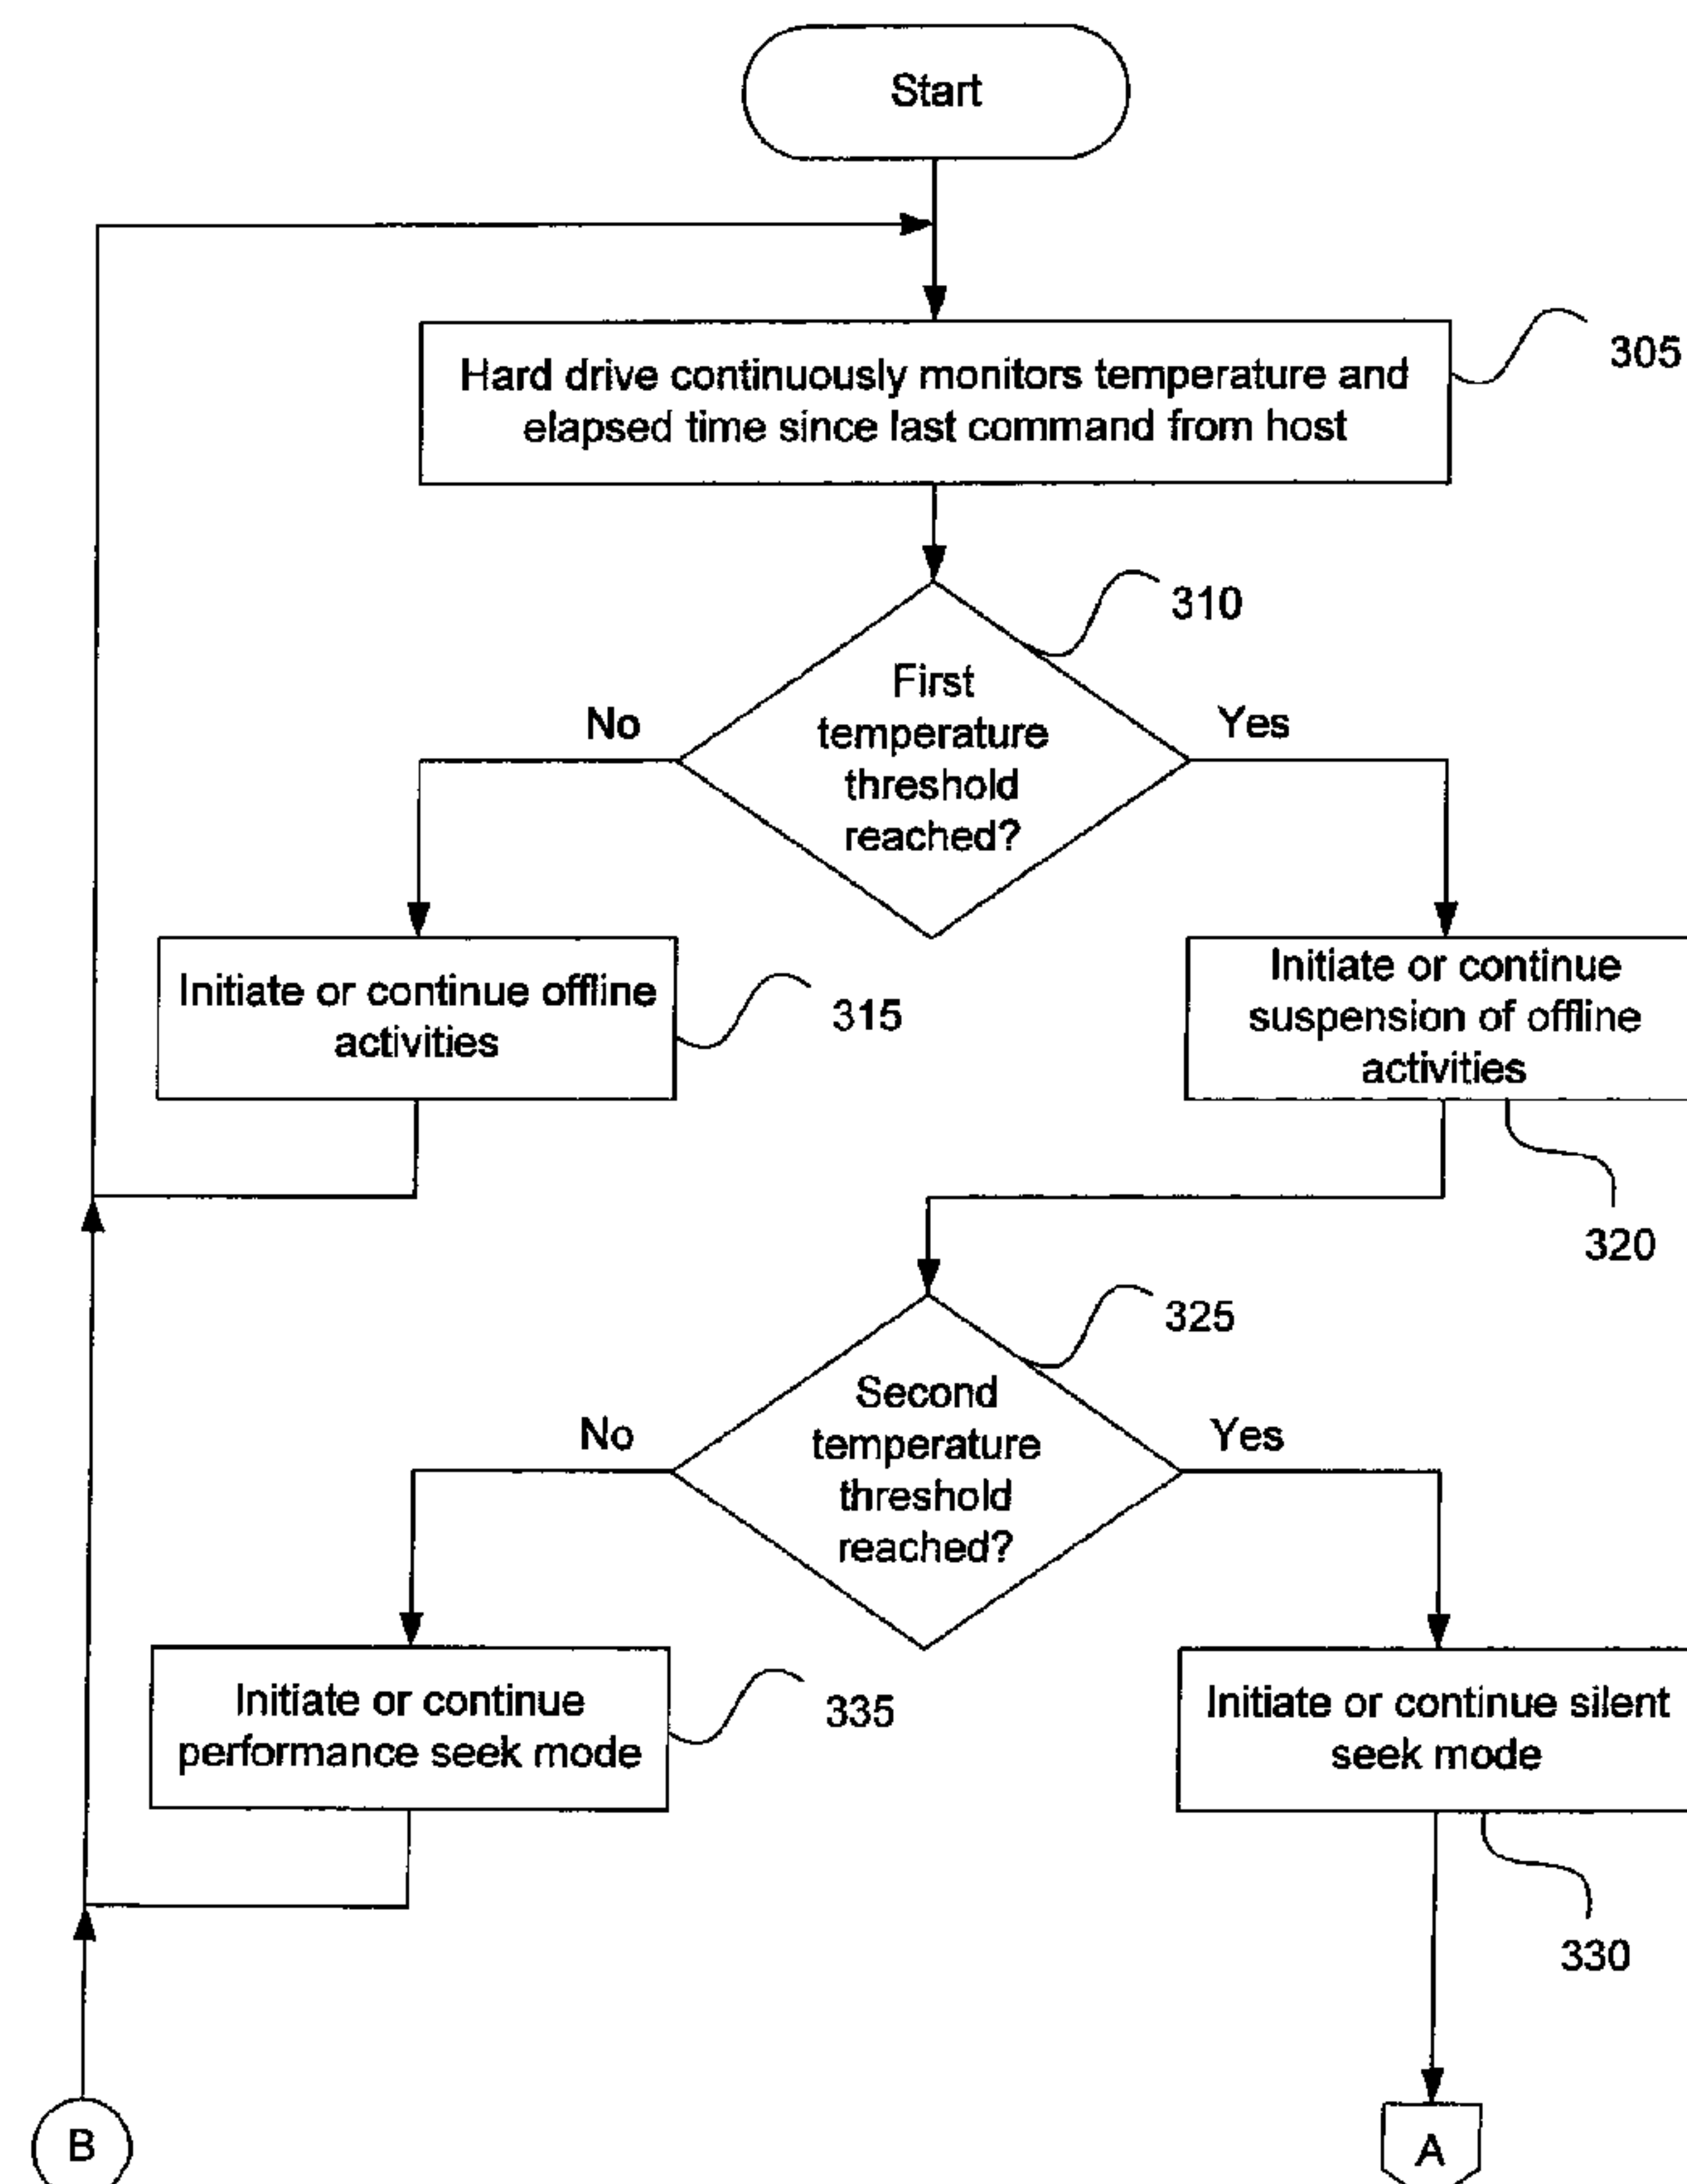 Start
Hard drive continuously monitors temperature and
elapsed time since last command from host
305
310
First
temperature
threshold
reached?
No
Yes
Initiate or continue offline
activities
315
Initiate or continue
suspension of offline
activities
320
325
Second
temperature
threshold
reached?
No
Yes
Initiate or continue
performance seek mode
335
Initiate or continue silent
seek mode
330
B
A